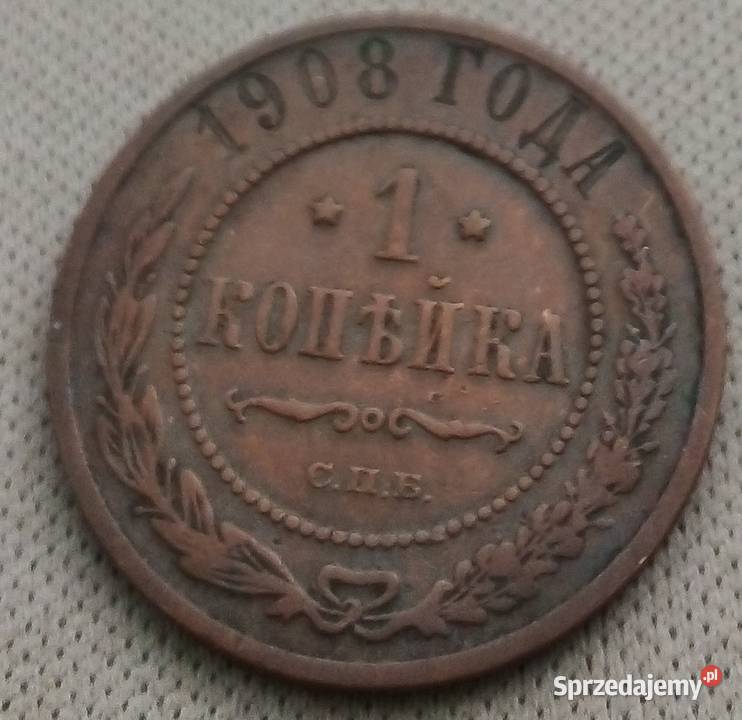 1908 ГОДА
1
КОПѢЙКА
С.П.Б.
Sprzedajemy.pl